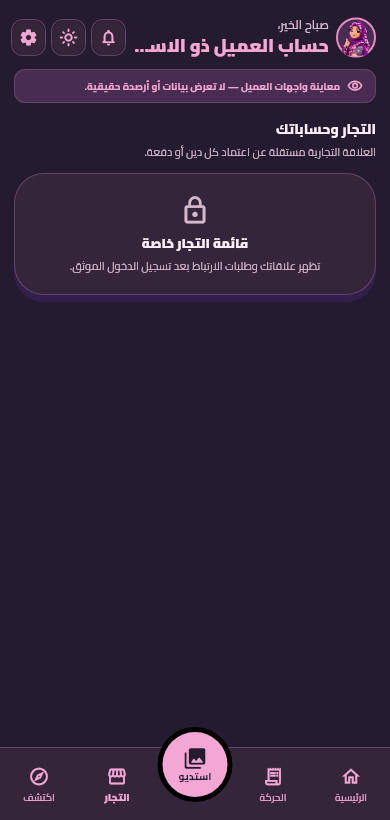 صباح الخير،
حساب العميل ذو الاسـ...
معاينة واجهات العميل — لا تعرض بيانات أو أرصدة حقيقية.
التجار وحساباتك
العلاقة التجارية مستقلة عن اعتماد كل دين أو دفعة.
قائمة التجار خاصة
تظهر علاقاتك وطلبات الارتباط بعد تسجيل الدخول الموثق.
الرئيسية
الحركة
استديو
التجار
اكتشف